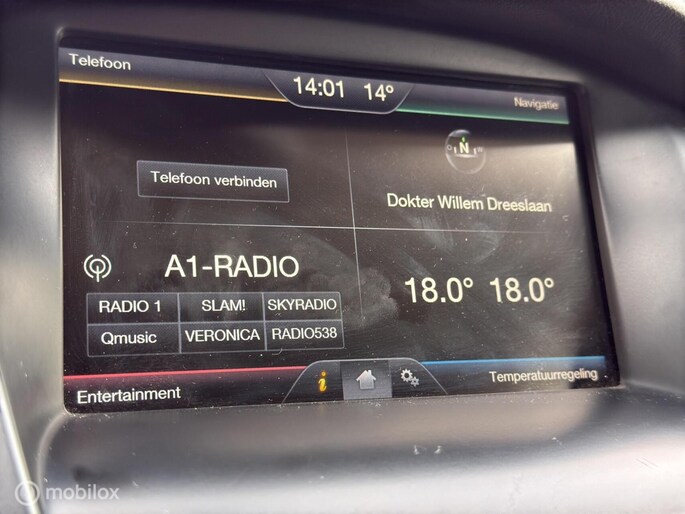 Telefoon
14:01 14°
Navigatie
N
Telefoon verbinden
Dokter Willem Dreeslaan
A1-RADIO
18.0° 18.0°
RADIO 1 SLAM! SKYRADIO
Qmusic VERONICA RADIO538
Entertainment
i
Temperatuurregeling
mobilox